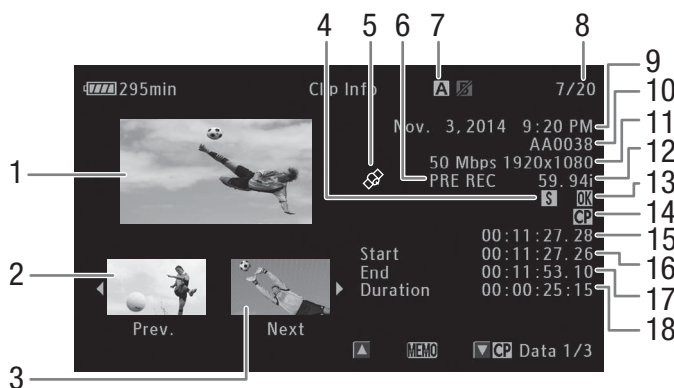 4 5 6 7 8
295min Clip Info A 7/20
9
Nov. 3, 2014 9:20 PM
10
AA0038
11
50 Mbps 1920x1080
12
PRE REC 59.94i
13
S OK
14
CP
15
00:11:27.28
16
Start 00:11:27.26
17
End 00:11:53.10
18
Duration 00:00:25:15
1
2
Prev. Next
3
MEMO CP Data 1/3